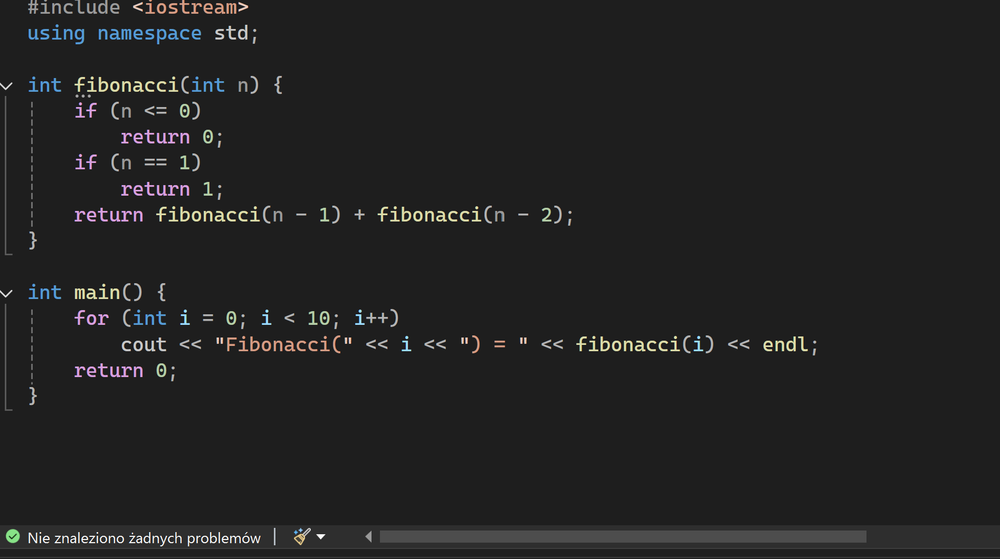 #include <iostream>
using namespace std;
int fibonacci(int n) {
    if (n <= 0)
        return 0;
    if (n == 1)
        return 1;
    return fibonacci(n - 1) + fibonacci(n - 2);
}
int main() {
    for (int i = 0; i < 10; i++)
        cout << "Fibonacci(" << i << ") = " << fibonacci(i) << endl;
    return 0;
}
Nie znaleziono żadnych problemów